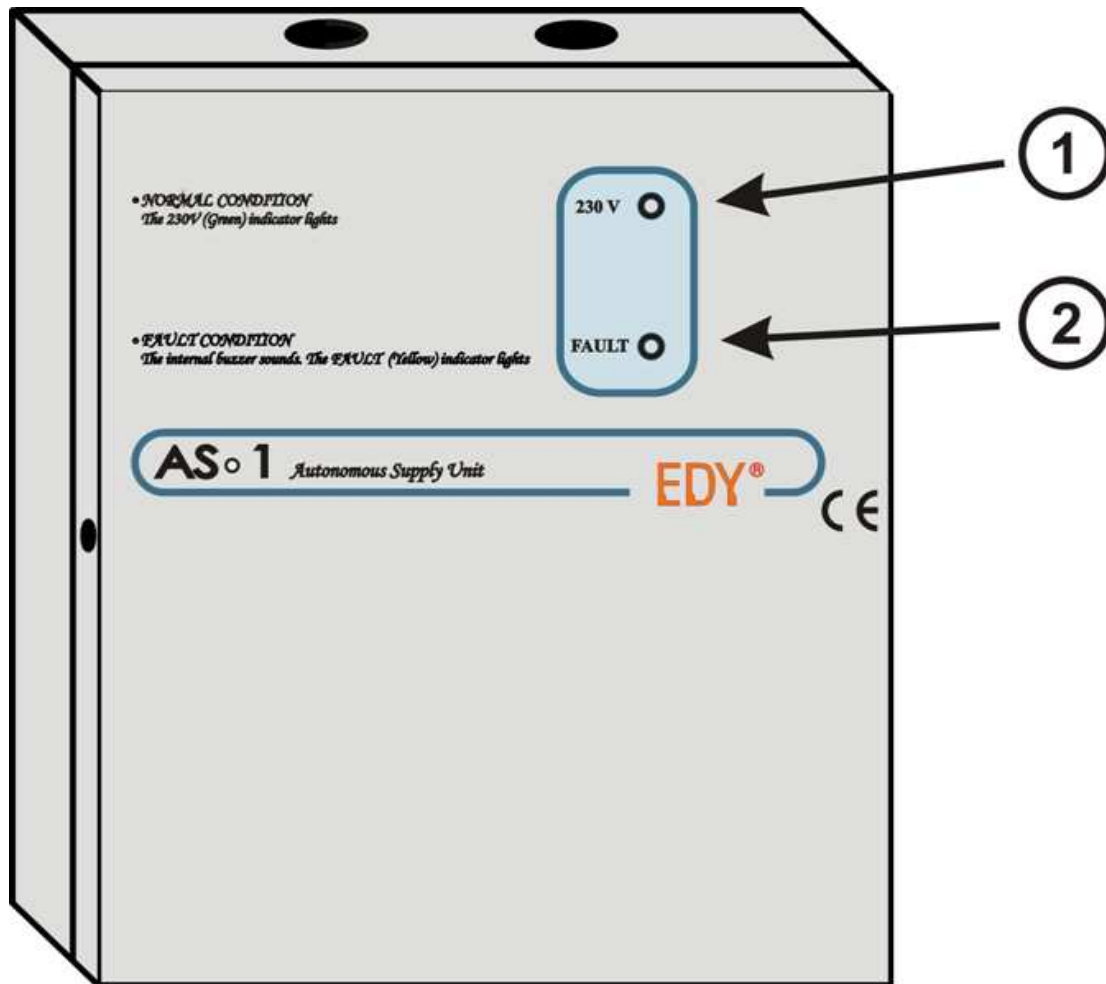 1
• NORMAL CONDITION
The 230V (Green) indicator lights
230 V
2
• FAULT CONDITION
The internal buzzer sounds. The FAULT (Yellow) indicator lights
FAULT
AS◦1 Autonomous Supply Unit
EDY®
CE